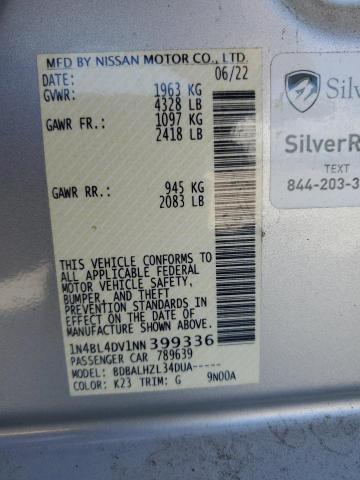 MFD BY NISSAN MOTOR CO., LTD.
DATE: 06/22
GVWR: 1963 KG
4328 LB
GAWR FR.: 1097 KG
2418 LB
GAWR RR.: 945 KG
2083 LB
THIS VEHICLE CONFORMS TO
ALL APPLICABLE FEDERAL
MOTOR VEHICLE SAFETY,
BUMPER, AND THEFT
PREVENTION STANDARDS IN
EFFECT ON THE DATE OF
MANUFACTURE SHOWN ABOVE.
1N4BL4DV1NN399336
PASSENGER CAR 789639
MODEL: BDBALHZL34DUA-----
COLOR: K23 TRIM: G 9N00A
Silv
SilverR
TEXT
844-203-3